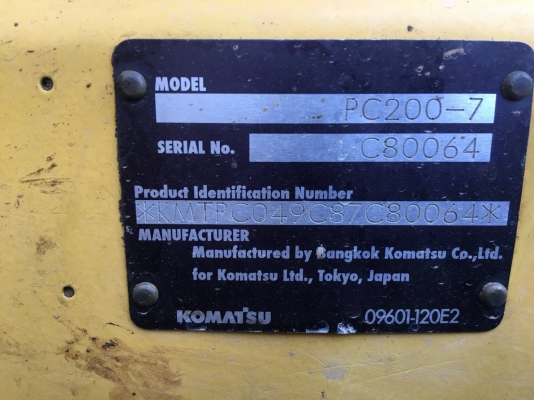 MODEL
PC200-7
SERIAL No.
C80064
Product Identification Number
*KMTPC049C87C80064*
MANUFACTURER
Manufactured by Bangkok Komatsu Co.,Ltd.
for Komatsu Ltd., Tokyo, Japan
KOMATSU
09601-120E2